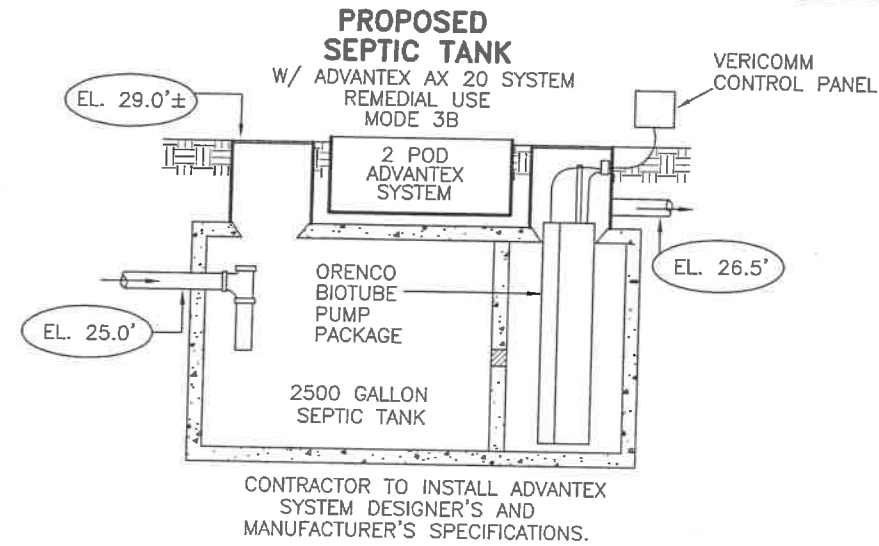 PROPOSED
SEPTIC TANK
W/ ADVANTEX AX 20 SYSTEM
REMEDIAL USE
MODE 3B
VERICOMM
CONTROL PANEL
EL. 29.0'±
2 POD
ADVANTEX
SYSTEM
ORENCO
BIOTUBE
PUMP
PACKAGE
EL. 26.5'
EL. 25.0'
2500 GALLON
SEPTIC TANK
CONTRACTOR TO INSTALL ADVANTEX
SYSTEM DESIGNER'S AND
MANUFACTURER'S SPECIFICATIONS.